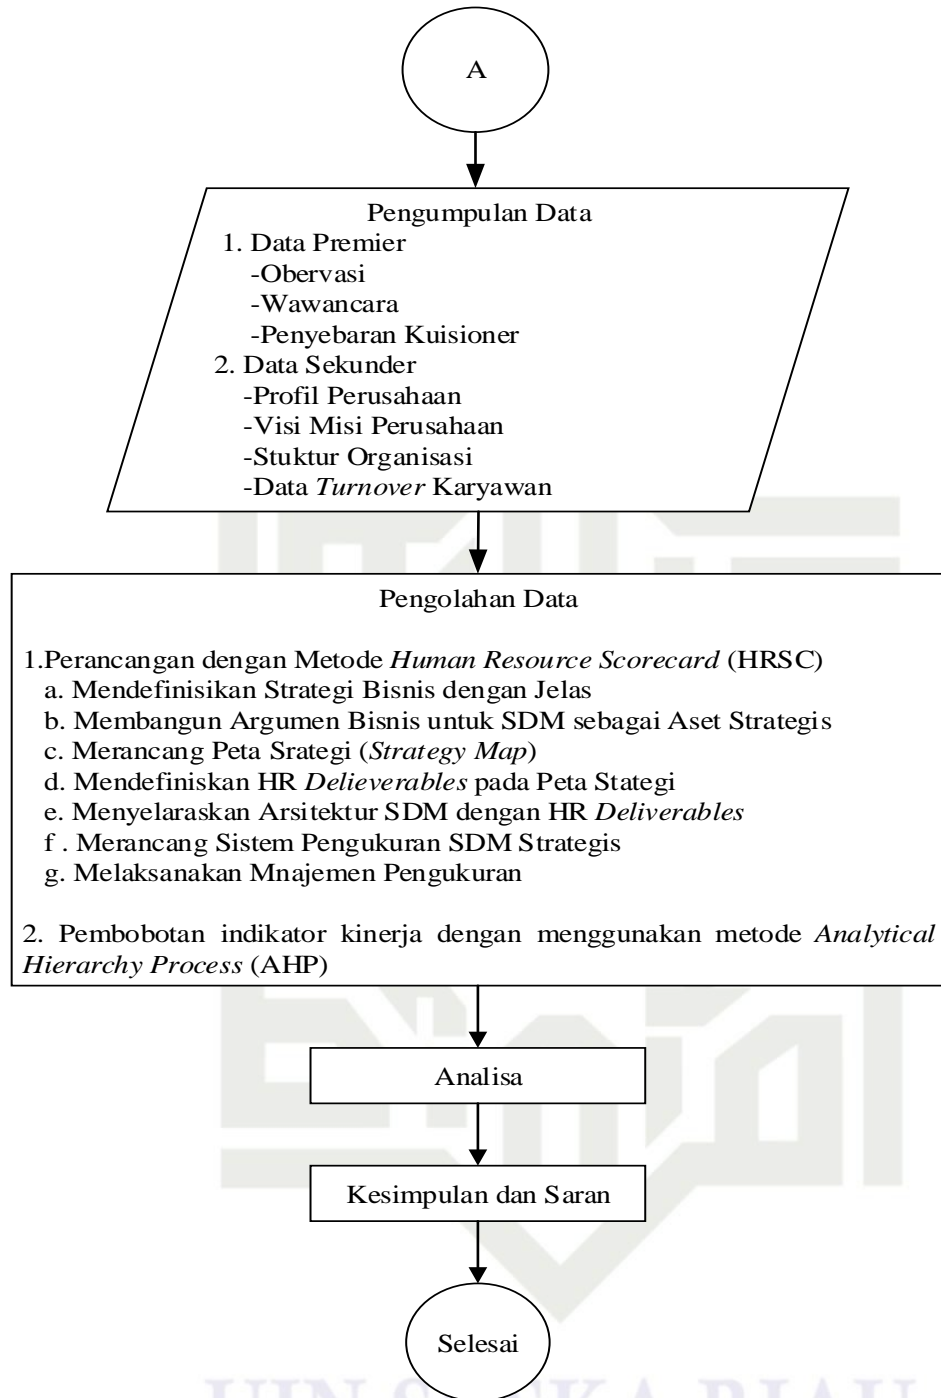 A
Pengumpulan Data
1. Data Premier
-Obervasi
-Wawancara
-Penyebaran Kuisioner
2. Data Sekunder
-Profil Perusahaan
-Visi Misi Perusahaan
-Stuktur Organisasi
-Data Turnover Karyawan
Pengolahan Data
1.Perancangan dengan Metode Human Resource Scorecard (HRSC)
a. Mendefinisikan Strategi Bisnis dengan Jelas
b. Membangun Argumen Bisnis untuk SDM sebagai Aset Strategis
c. Merancang Peta Srategi (Strategy Map)
d. Mendefiniskan HR Delieverables pada Peta Stategi
e. Menyelaraskan Arsitektur SDM dengan HR Deliverables
f . Merancang Sistem Pengukuran SDM Strategis
g. Melaksanakan Mnajemen Pengukuran
2. Pembobotan indikator kinerja dengan menggunakan metode Analytical
Hierarchy Process (AHP)
Analisa
Kesimpulan dan Saran
Selesai